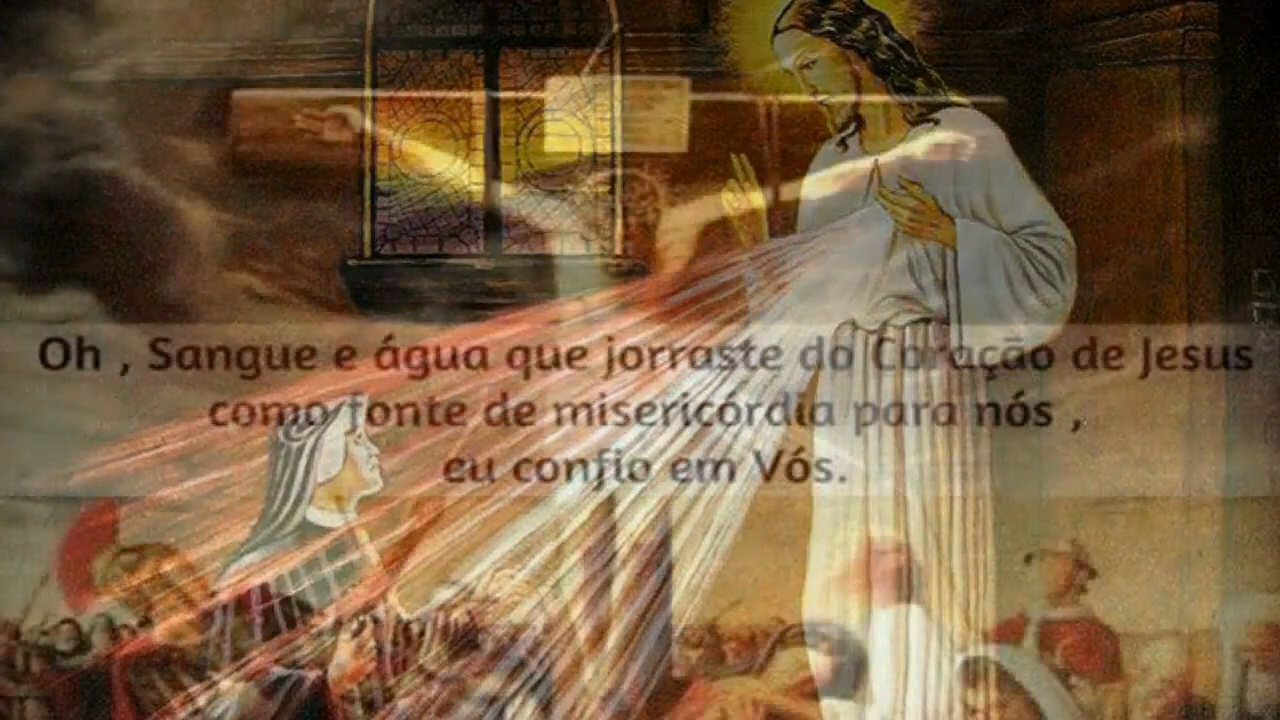 Oh , Sangue e água que jorraste do Coração de Jesus
como fonte de misericórdia para nós ,
eu confio em Vós.